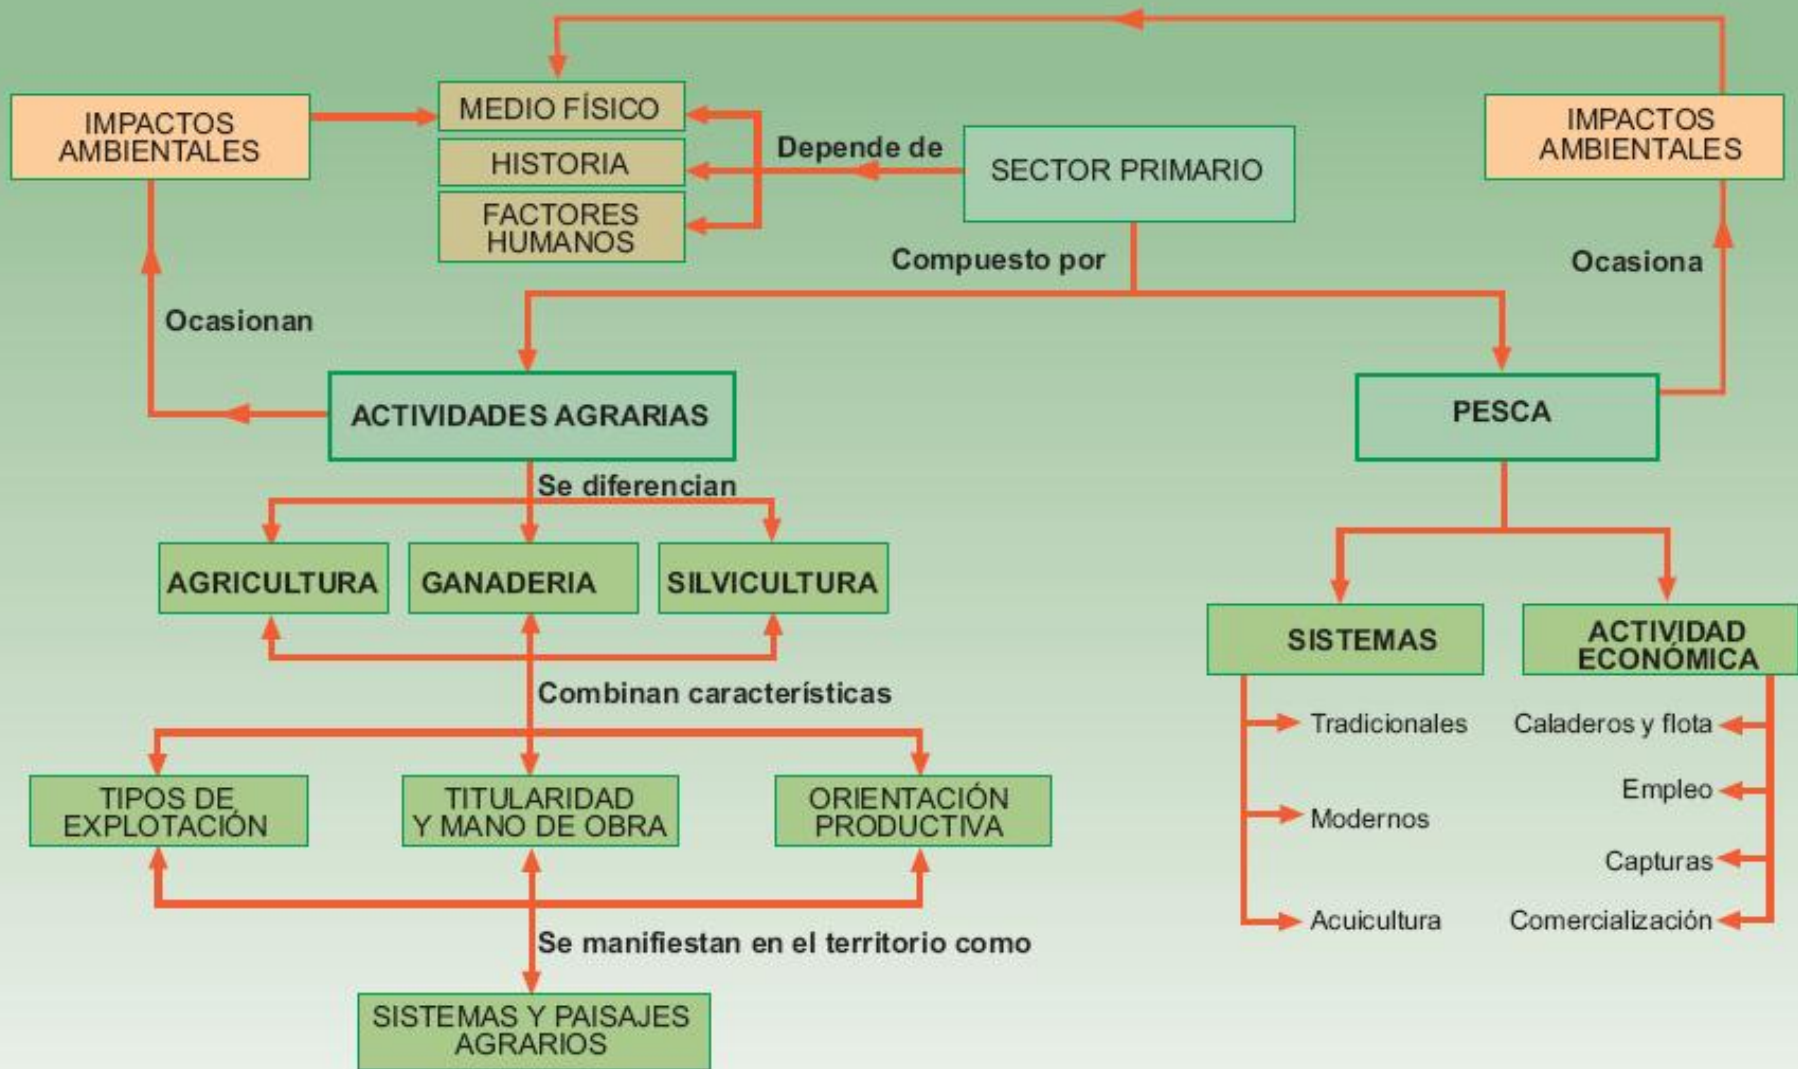 IMPACTOS
AMBIENTALES
MEDIO FÍSICO
HISTORIA
FACTORES
HUMANOS
Depende de
SECTOR PRIMARIO
IMPACTOS
AMBIENTALES
Compuesto por
Ocasiona
Ocasionan
ACTIVIDADES AGRARIAS
PESCA
Se diferencian
AGRICULTURA
GANADERIA
SILVICULTURA
SISTEMAS
ACTIVIDAD
ECONÓMICA
Combinan características
Tradicionales
Modernos
Acuicultura
Caladeros y flota
Empleo
Capturas
Comercialización
TIPOS DE
EXPLOTACIÓN
TITULARIDAD
Y MANO DE OBRA
ORIENTACIÓN
PRODUCTIVA
Se manifiestan en el territorio como
SISTEMAS Y PAISAJES
AGRARIOS